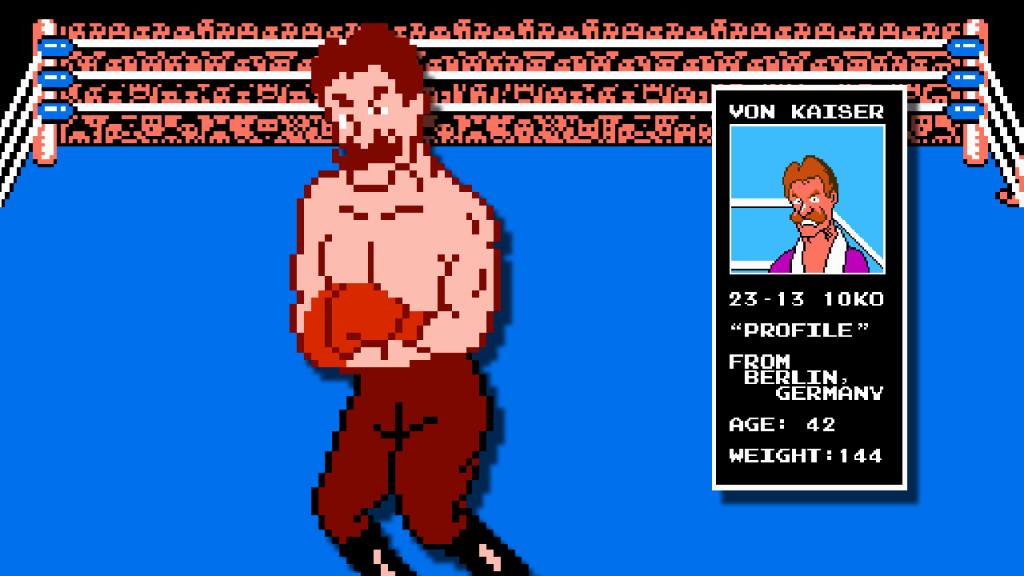 VON KAISER
23-13 10KO
“PROFILE”
FROM
BERLIN,
GERMANY
AGE: 42
WEIGHT:144